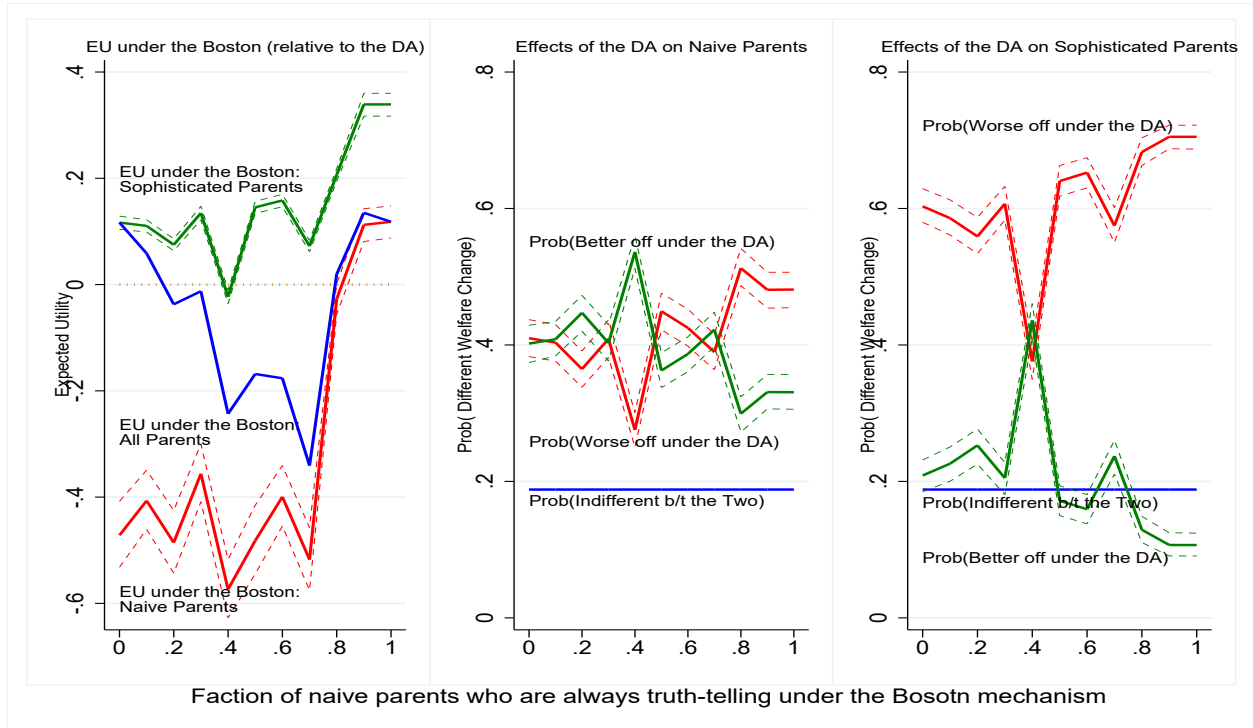 EU under the Boston (relative to the DA)
.4
.2
0
-.2
-.4
-.6
Expected Utility
EU under the Boston:
Sophisticated Parents
EU under the Boston:
All Parents
EU under the Boston:
Naive Parents
0 .2 .4 .6 .8 1
Effects of the DA on Naive Parents
.8
.6
.4
.2
0
Prob( Different Welfare Change)
Prob(Better off under the DA)
Prob(Worse off under the DA)
Prob(Indifferent b/t the Two)
0 .2 .4 .6 .8 1
Effects of the DA on Sophisticated Parents
.8
.6
.4
.2
0
Prob( Different Welfare Change)
Prob(Worse off under the DA)
Prob(Indifferent b/t the Two)
Prob(Better off under the DA)
0 .2 .4 .6 .8 1
Faction of naive parents who are always truth-telling under the Bosotn mechanism